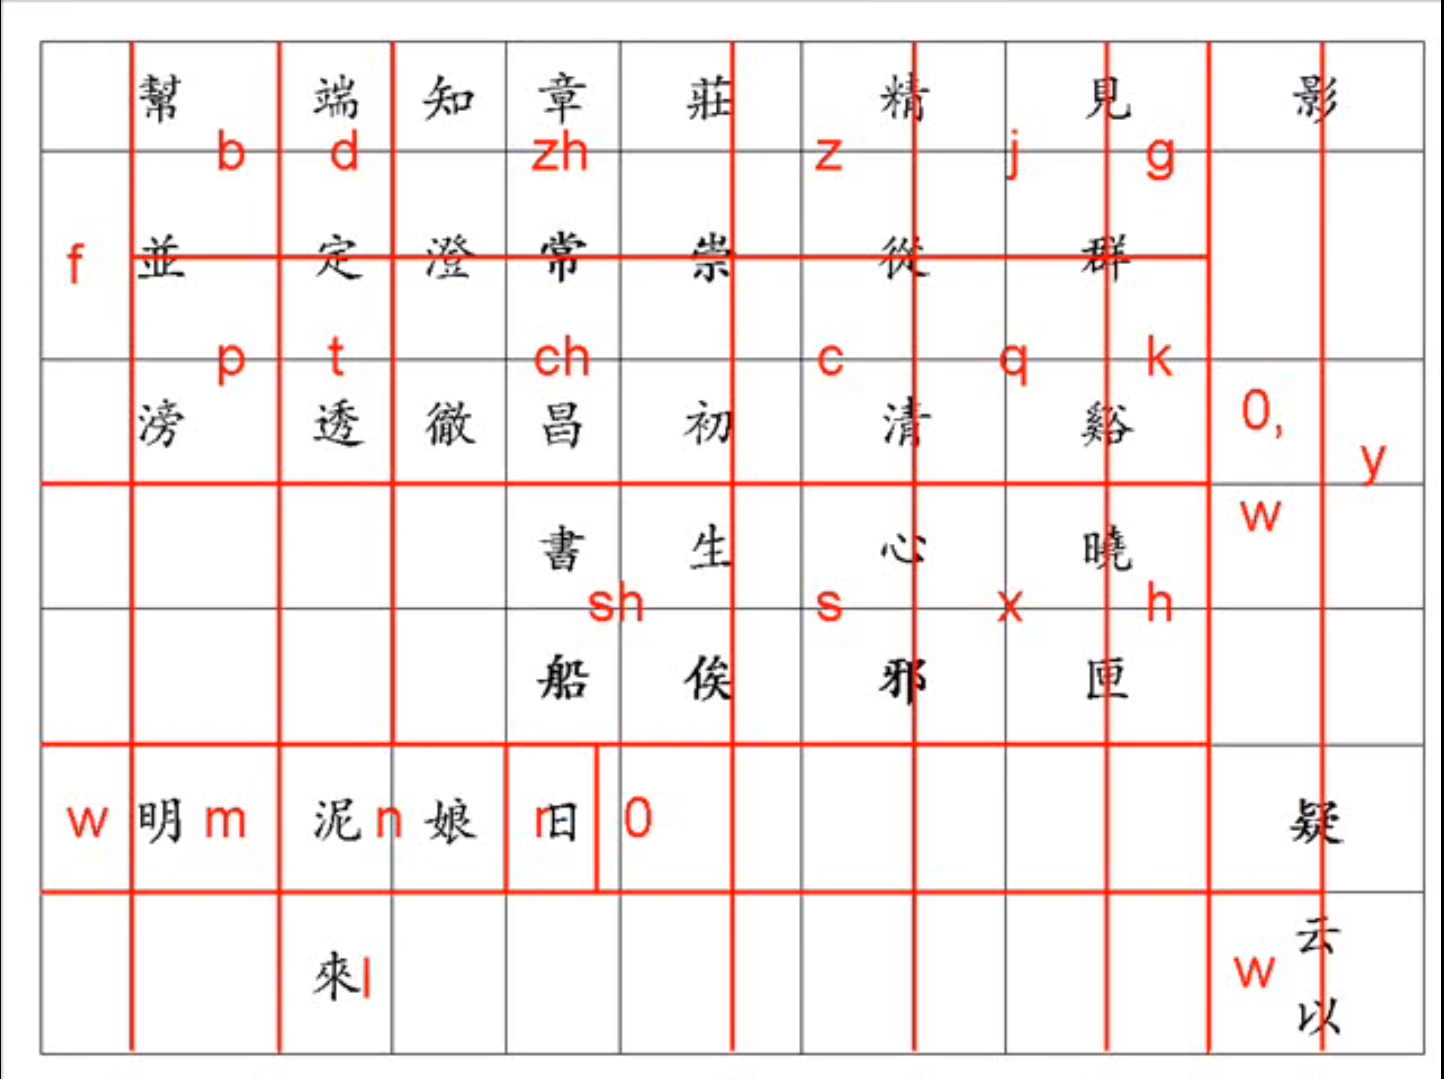 幫 端 知 章 莊 精 見 影
b d zh z j g
f 並 定 澄 常 崇 從 群
p t ch c q k
滂 透 徹 昌 初 清 谿 0,
y
w
書 生 心 曉
sh s x h
船 俟 邪 匣
w 明 m 泥 n 娘 r 日 0 疑
云
來 l w
以